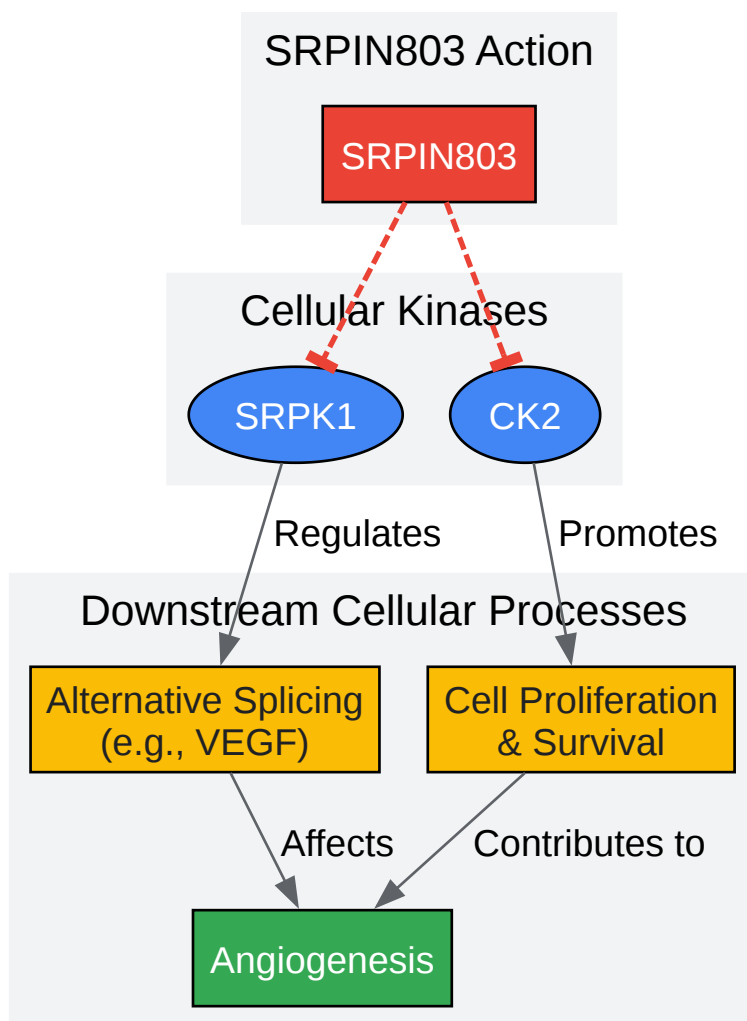 SRPIN803 Action
SRPIN803
Cellular Kinases
SRPK1
CK2
Regulates
Promotes
Downstream Cellular Processes
Alternative Splicing
(e.g., VEGF)
Cell Proliferation
& Survival
Affects
Contributes to
Angiogenesis